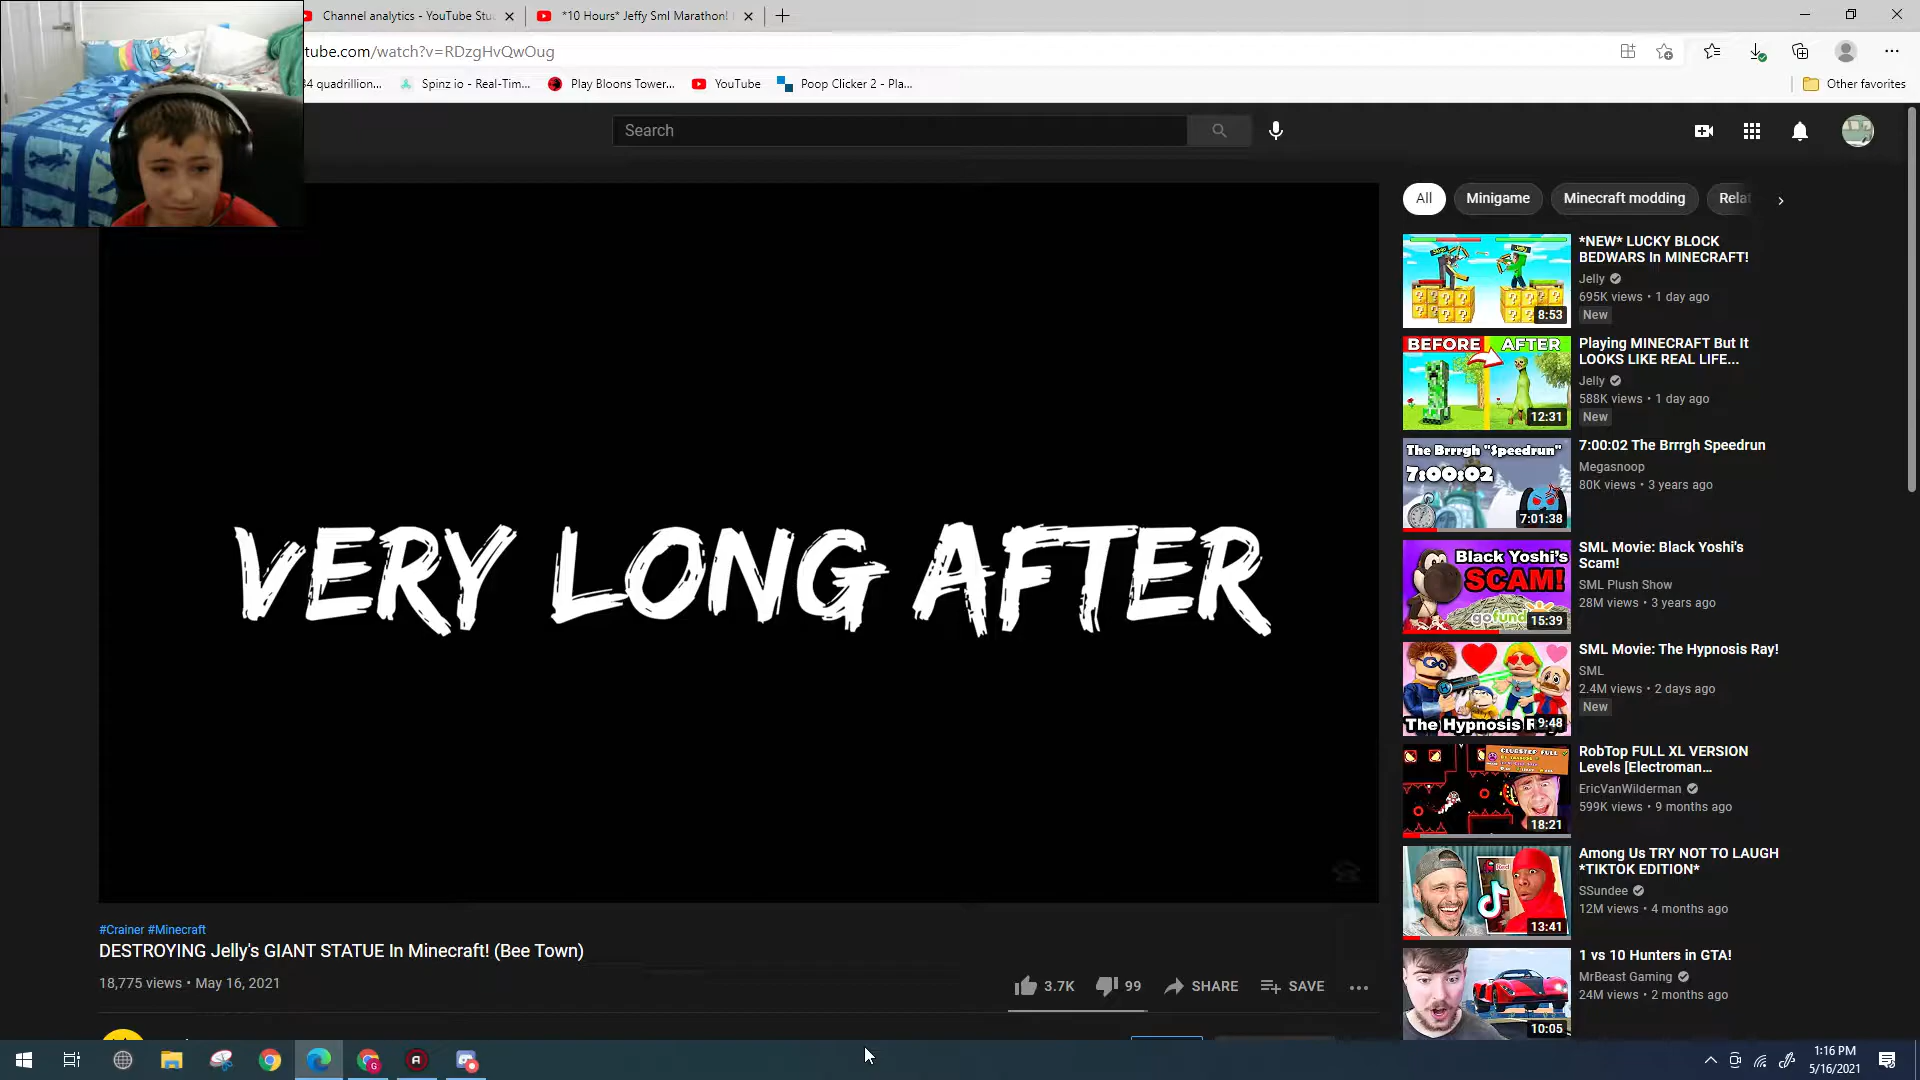 Channel analytics - YouTube Stu
*10 Hours* Jeffy Sml Marathon!
tube.com/watch?v=RDzgHvQwOug
34 quadrillion...
Spinz io - Real-Tim...
Play Bloons Tower...
YouTube
Poop Clicker 2 - Pla...
Other favorites
Search
All
Minigame
Minecraft modding
Relat
VERY LONG AFTER
8:53
*NEW* LUCKY BLOCK
BEDWARS In MINECRAFT!
Jelly
695K views • 1 day ago
New
BEFORE AFTER
12:31
Playing MINECRAFT But It
LOOKS LIKE REAL LIFE...
Jelly
588K views • 1 day ago
New
The Brrrgh "Speedrun"
7:00:02
7:01:38
7:00:02 The Brrrgh Speedrun
Megasnoop
80K views • 3 years ago
Black Yoshi's
SCAM!
gofund
15:39
SML Movie: Black Yoshi's
Scam!
SML Plush Show
28M views • 3 years ago
The Hypnosis R
9:48
SML Movie: The Hypnosis Ray!
SML
2.4M views • 2 days ago
New
18:21
RobTop FULL XL VERSION
Levels [Electroman...
EricVanWilderman
599K views • 9 months ago
13:41
Among Us TRY NOT TO LAUGH
*TIKTOK EDITION*
SSundee
12M views • 4 months ago
10:05
1 vs 10 Hunters in GTA!
MrBeast Gaming
24M views • 2 months ago
#Crainer #Minecraft
DESTROYING Jelly's GIANT STATUE In Minecraft! (Bee Town)
18,775 views • May 16, 2021
3.7K
99
SHARE
SAVE
1:16 PM
5/16/2021